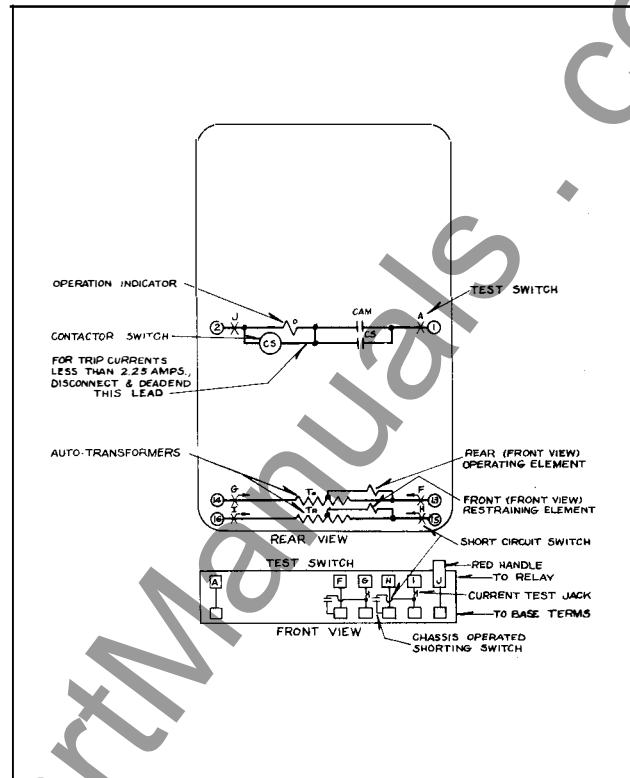 OPERATION INDICATOR
TEST SWITCH
CAM
J
A
2
1
CONTACTOR SWITCH
CS
CS
FOR TRIP CURRENTS
LESS THAN 2.25 AMPS.,
DISCONNECT & DEADEND
THIS LEAD
AUTO-TRANSFORMERS
REAR (FRONT VIEW)
OPERATING ELEMENT
G
F
14
13
FRONT (FRONT VIEW)
RESTRAINING ELEMENT
I
H
16
15
REAR VIEW
SHORT CIRCUIT SWITCH
TEST SWITCH
RED HANDLE
TO RELAY
A
F
G
H
I
J
CURRENT TEST JACK
TO BASE TERMS
FRONT VIEW
CHASSIS OPERATED
SHORTING SWITCH
artManuals . co